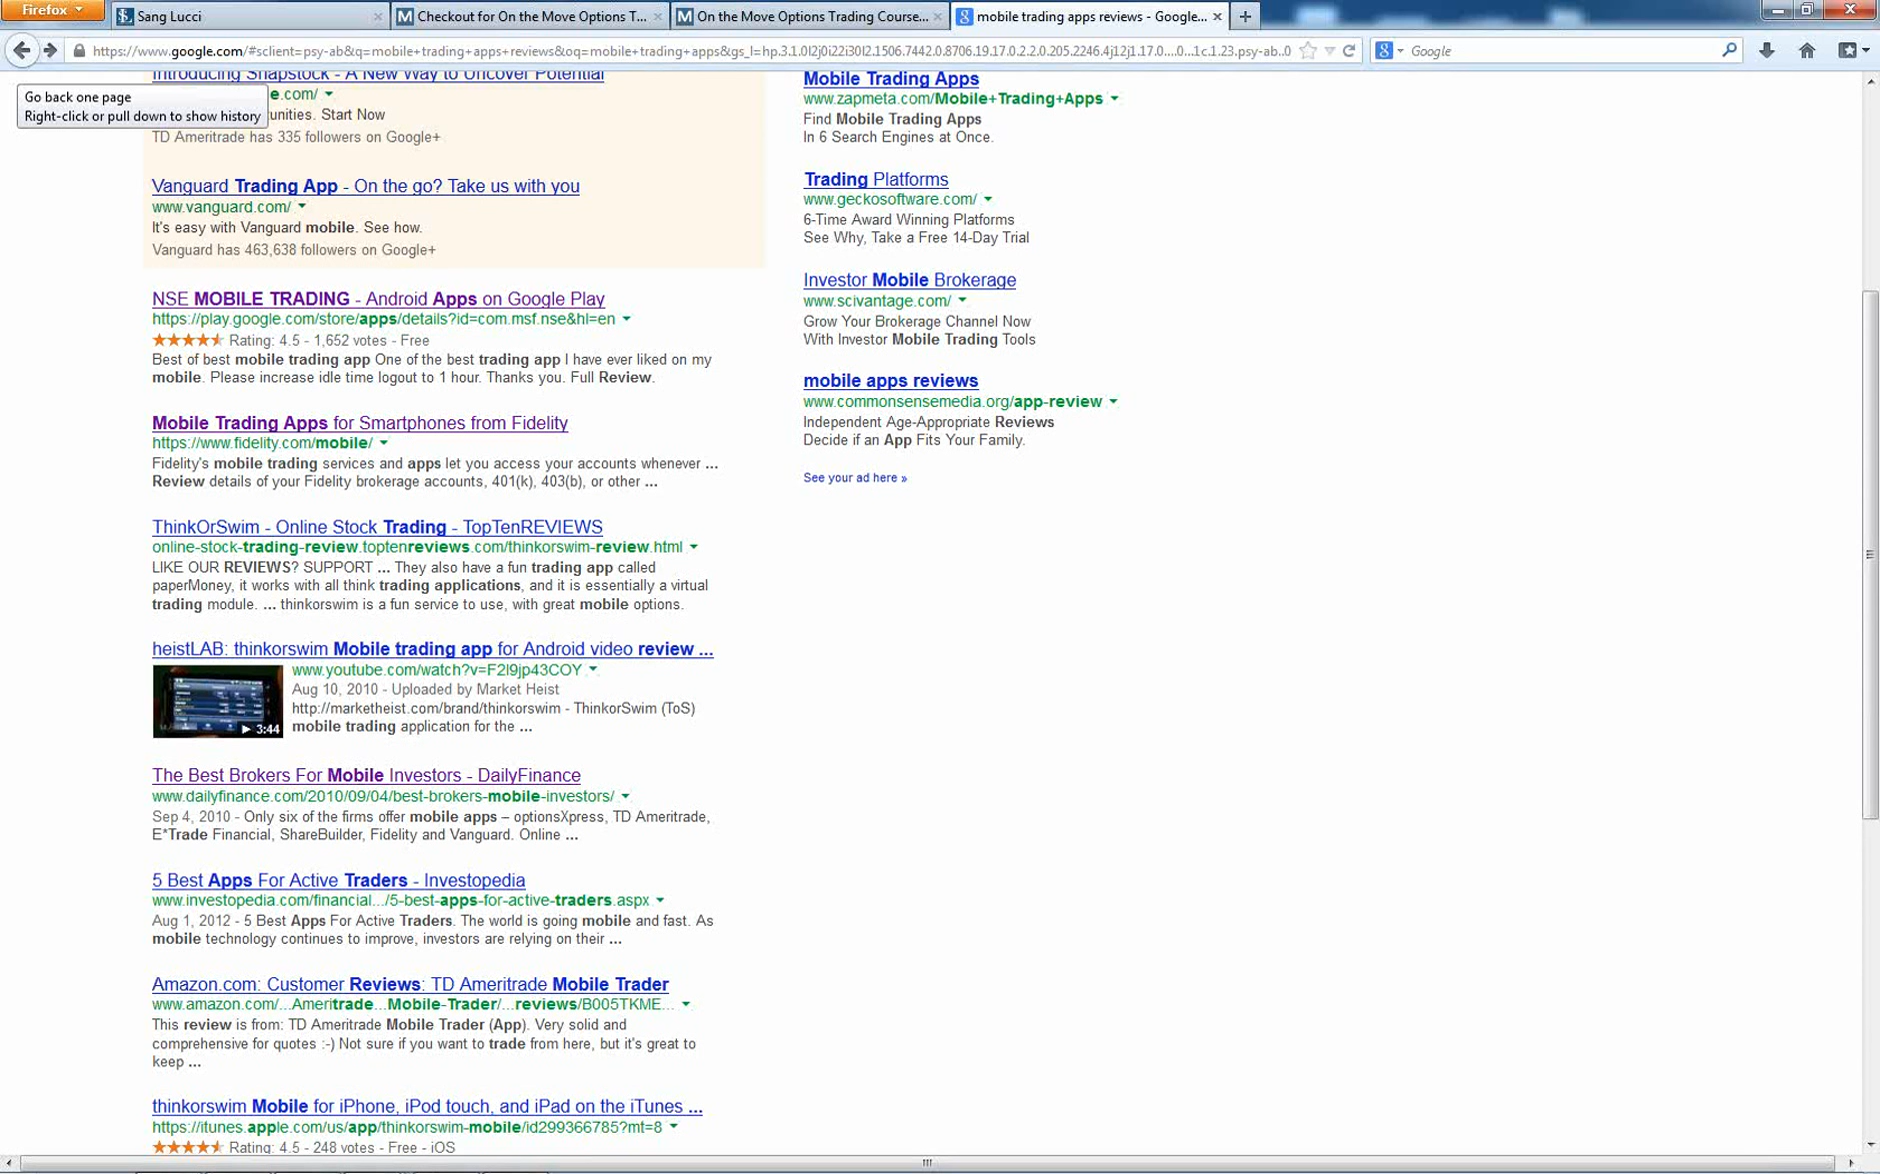 Firefox
Sang Lucci
Checkout for On the Move Options T...
On the Move Options Trading Course...
mobile trading apps reviews - Google...
https://www.google.com/#sclient=psy-ab&q=mobile+trading+apps+reviews&oq=mobile+trading+apps&gs_l=hp.3.1.0l2j0i22i30l2.1506.7442.0.8706.19.17.0.2.2.0.205.2246.4j12j1.17.0....0...1c.1.23.psy-ab..0
Google
Introducing Snapstock - A New Way to Uncover Potential
Go back one page
Right-click or pull down to show history
e.com/
unities. Start Now
TD Ameritrade has 335 followers on Google+
Vanguard Trading App - On the go? Take us with you
www.vanguard.com/
It's easy with Vanguard mobile. See how.
Vanguard has 463,638 followers on Google+
NSE MOBILE TRADING - Android Apps on Google Play
https://play.google.com/store/apps/details?id=com.msf.nse&hl=en
Rating: 4.5 - 1,652 votes - Free
Best of best mobile trading app One of the best trading app I have ever liked on my
mobile. Please increase idle time logout to 1 hour. Thanks you. Full Review.
Mobile Trading Apps for Smartphones from Fidelity
https://www.fidelity.com/mobile/
Fidelity's mobile trading services and apps let you access your accounts whenever ...
Review details of your Fidelity brokerage accounts, 401(k), 403(b), or other ...
ThinkOrSwim - Online Stock Trading - TopTenREVIEWS
online-stock-trading-review.toptenreviews.com/thinkorswim-review.html
LIKE OUR REVIEWS? SUPPORT ... They also have a fun trading app called
paperMoney, it works with all think trading applications, and it is essentially a virtual
trading module. ... thinkorswim is a fun service to use, with great mobile options.
heistLAB: thinkorswim Mobile trading app for Android video review ...
www.youtube.com/watch?v=F2l9jp43COY
Aug 10, 2010 - Uploaded by Market Heist
http://marketheist.com/brand/thinkorswim - ThinkorSwim (ToS)
mobile trading application for the ...
3:44
The Best Brokers For Mobile Investors - DailyFinance
www.dailyfinance.com/2010/09/04/best-brokers-mobile-investors/
Sep 4, 2010 - Only six of the firms offer mobile apps – optionsXpress, TD Ameritrade,
E*Trade Financial, ShareBuilder, Fidelity and Vanguard. Online ...
5 Best Apps For Active Traders - Investopedia
www.investopedia.com/financial.../5-best-apps-for-active-traders.aspx
Aug 1, 2012 - 5 Best Apps For Active Traders. The world is going mobile and fast. As
mobile technology continues to improve, investors are relying on their ...
Amazon.com: Customer Reviews: TD Ameritrade Mobile Trader
www.amazon.com/...Ameritrade...Mobile-Trader/...reviews/B005TKME...
This review is from: TD Ameritrade Mobile Trader (App). Very solid and
comprehensive for quotes :-) Not sure if you want to trade from here, but it's great to
keep ...
thinkorswim Mobile for iPhone, iPod touch, and iPad on the iTunes ...
https://itunes.apple.com/us/app/thinkorswim-mobile/id299366785?mt=8
Rating: 4.5 - 248 votes - Free - iOS
Mobile Trading Apps
www.zapmeta.com/Mobile+Trading+Apps
Find Mobile Trading Apps
In 6 Search Engines at Once.
Trading Platforms
www.geckosoftware.com/
6-Time Award Winning Platforms
See Why, Take a Free 14-Day Trial
Investor Mobile Brokerage
www.scivantage.com/
Grow Your Brokerage Channel Now
With Investor Mobile Trading Tools
mobile apps reviews
www.commonsensemedia.org/app-review
Independent Age-Appropriate Reviews
Decide if an App Fits Your Family.
See your ad here »